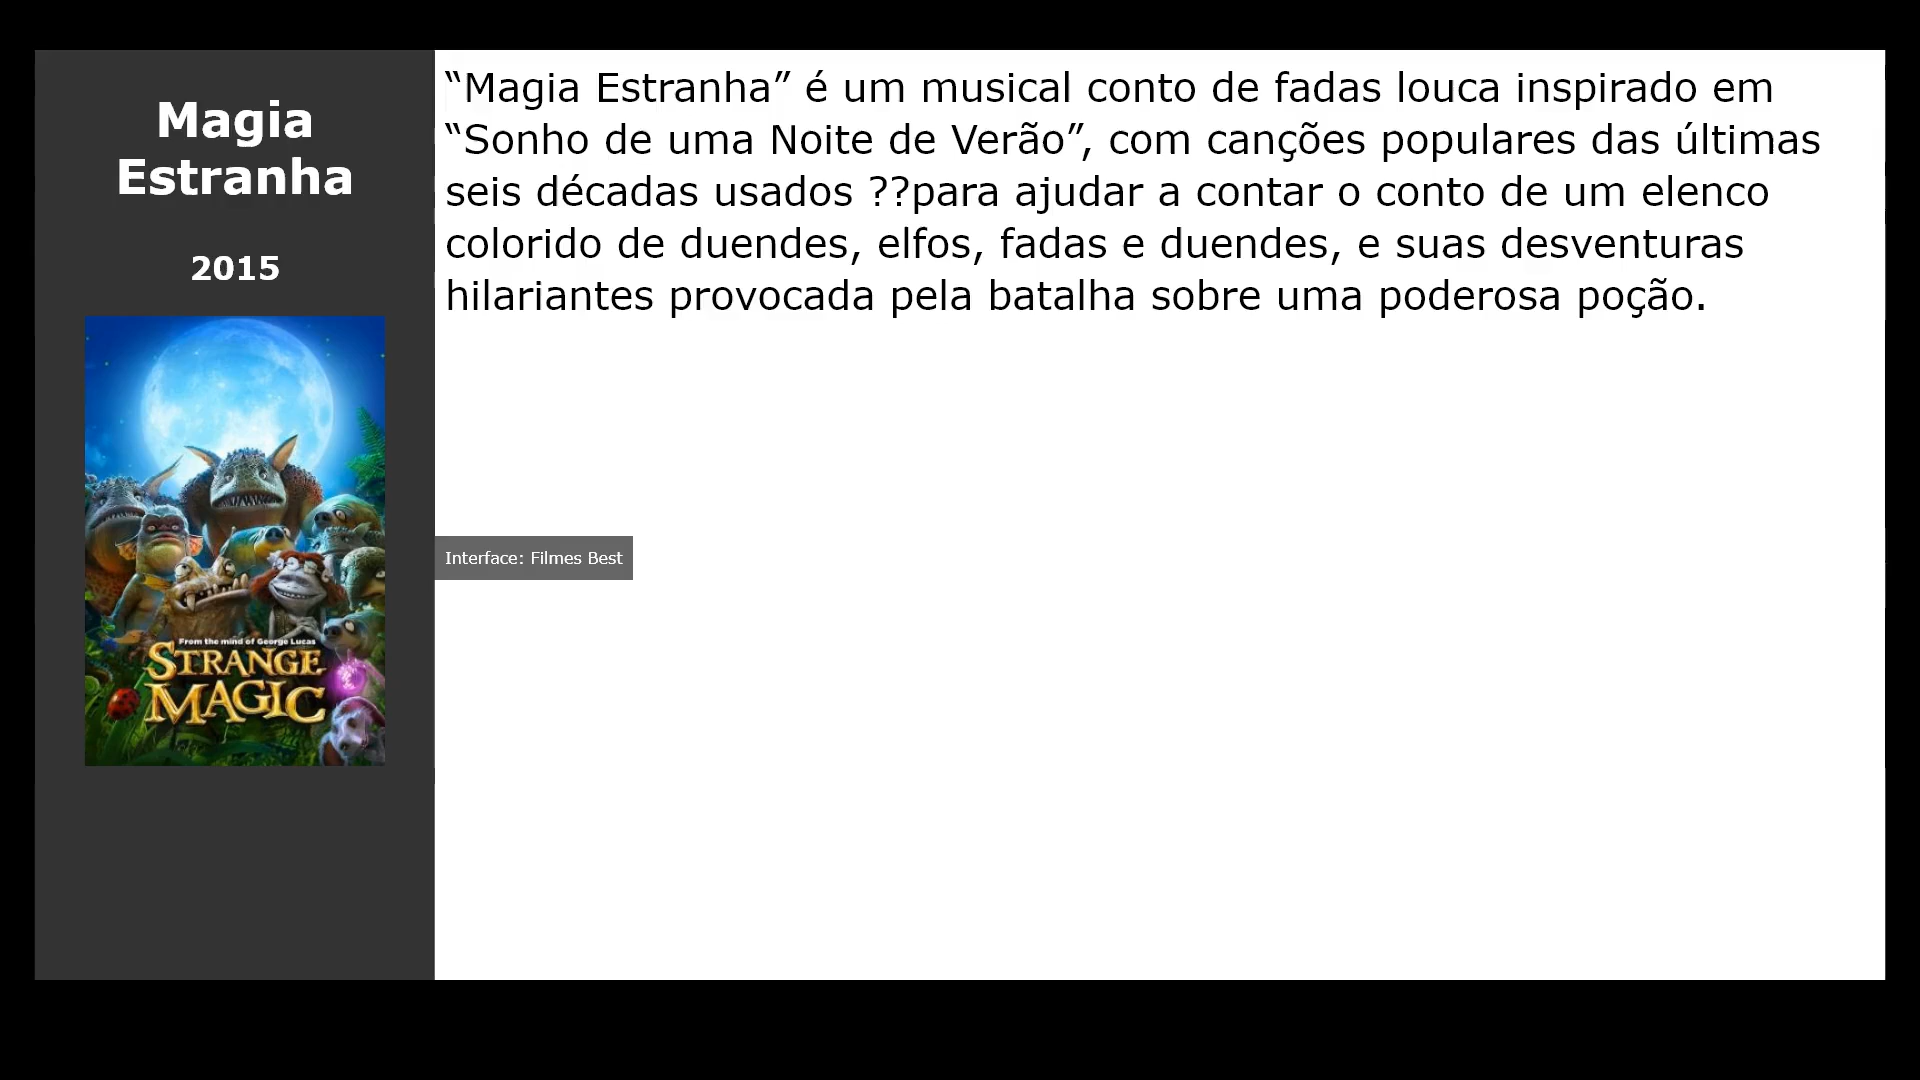 Magia
Estranha
2015
From the mind of George Lucas
STRANGE
MAGIC
“Magia Estranha” é um musical conto de fadas louca inspirado em
“Sonho de uma Noite de Verão”, com canções populares das últimas
seis décadas usados ??para ajudar a contar o conto de um elenco
colorido de duendes, elfos, fadas e duendes, e suas desventuras
hilariantes provocada pela batalha sobre uma poderosa poção.
Interface: Filmes Best